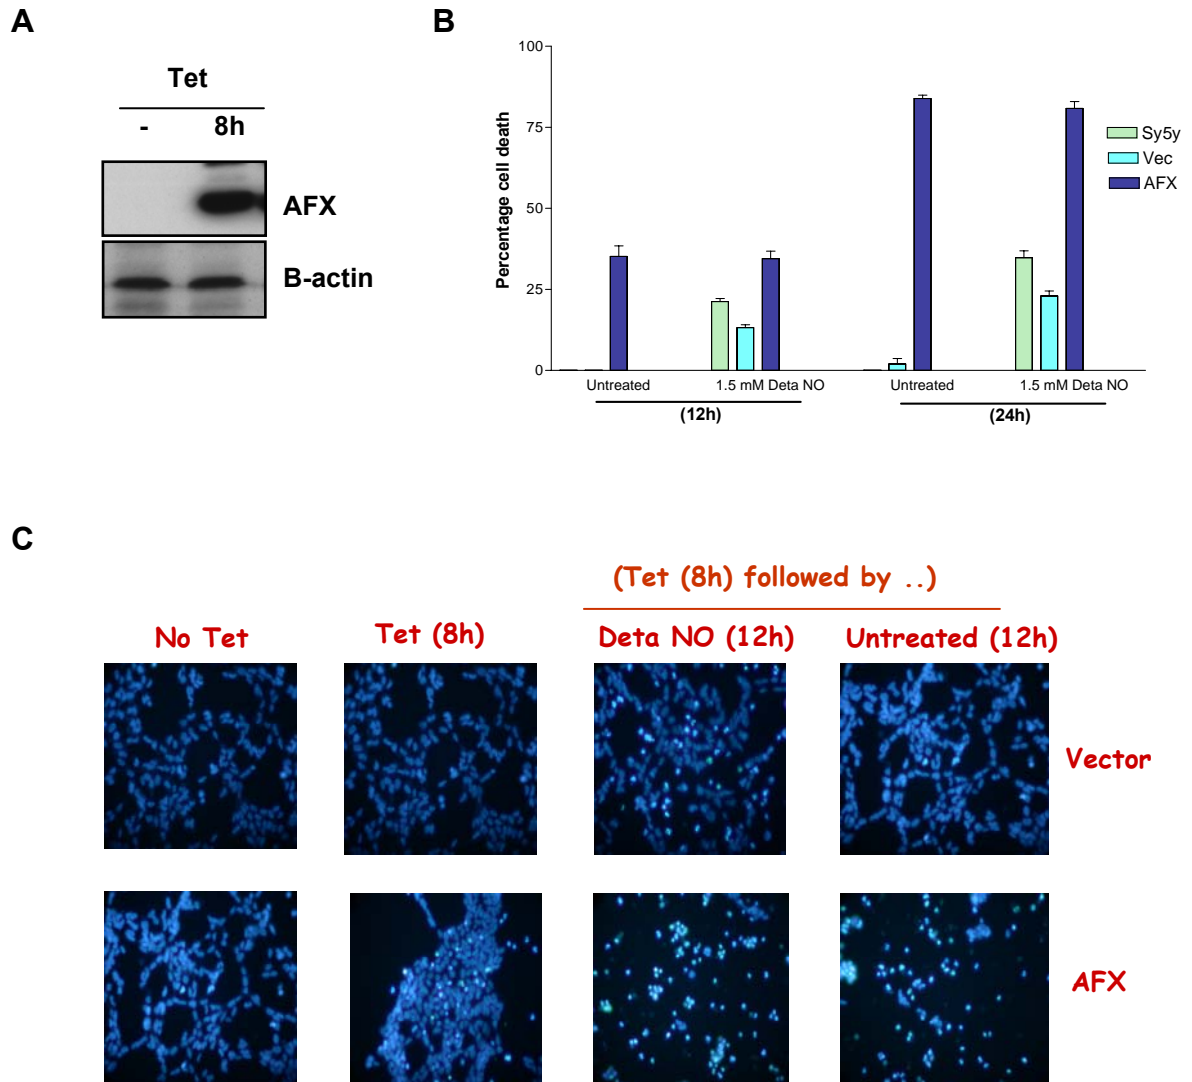 A
Tet
-
8h
AFX
B-actin
B
100
75
50
25
0
Percentage cell death
Untreated
1.5 mM Deta NO
Untreated
1.5 mM Deta NO
(12h)
(24h)
Sy5y
Vec
AFX
C
(Tet (8h) followed by ..)
No Tet
Tet (8h)
Deta NO (12h)
Untreated (12h)
Vector
AFX